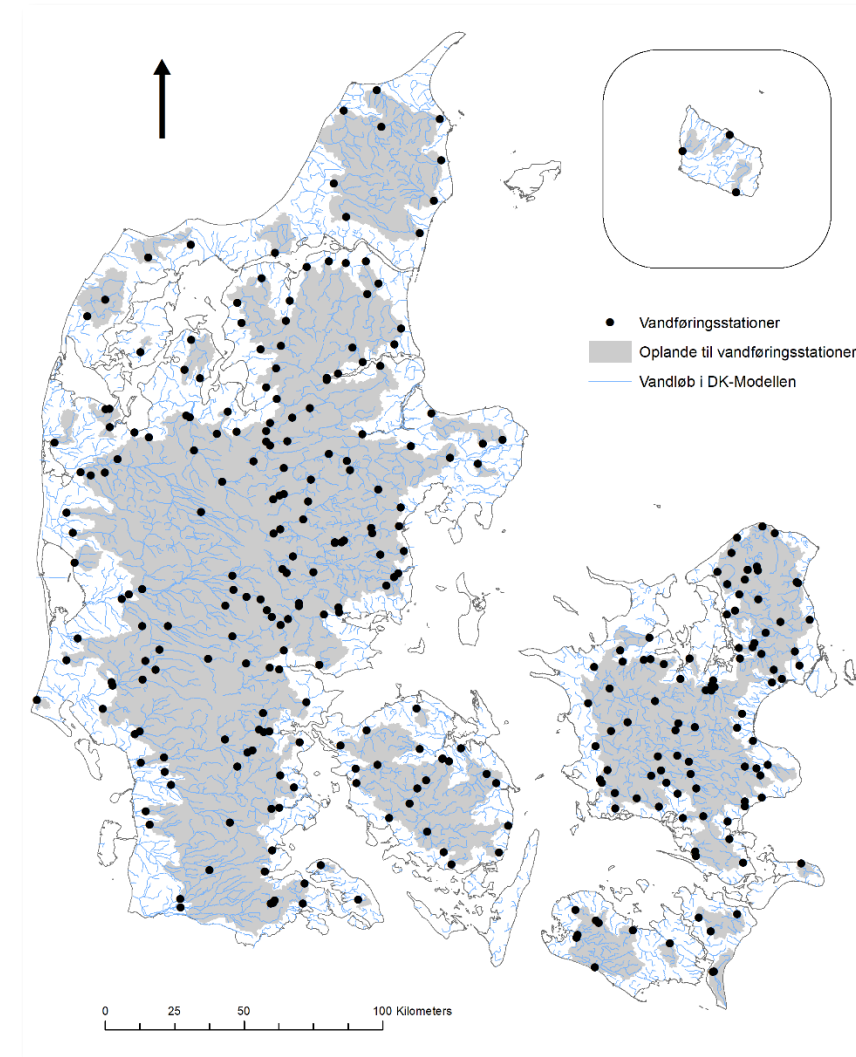 Vandføringsstationer
Oplande til vandføringsstationer
Vandløb i DK-Modellen
0 25 50 100 Kilometers